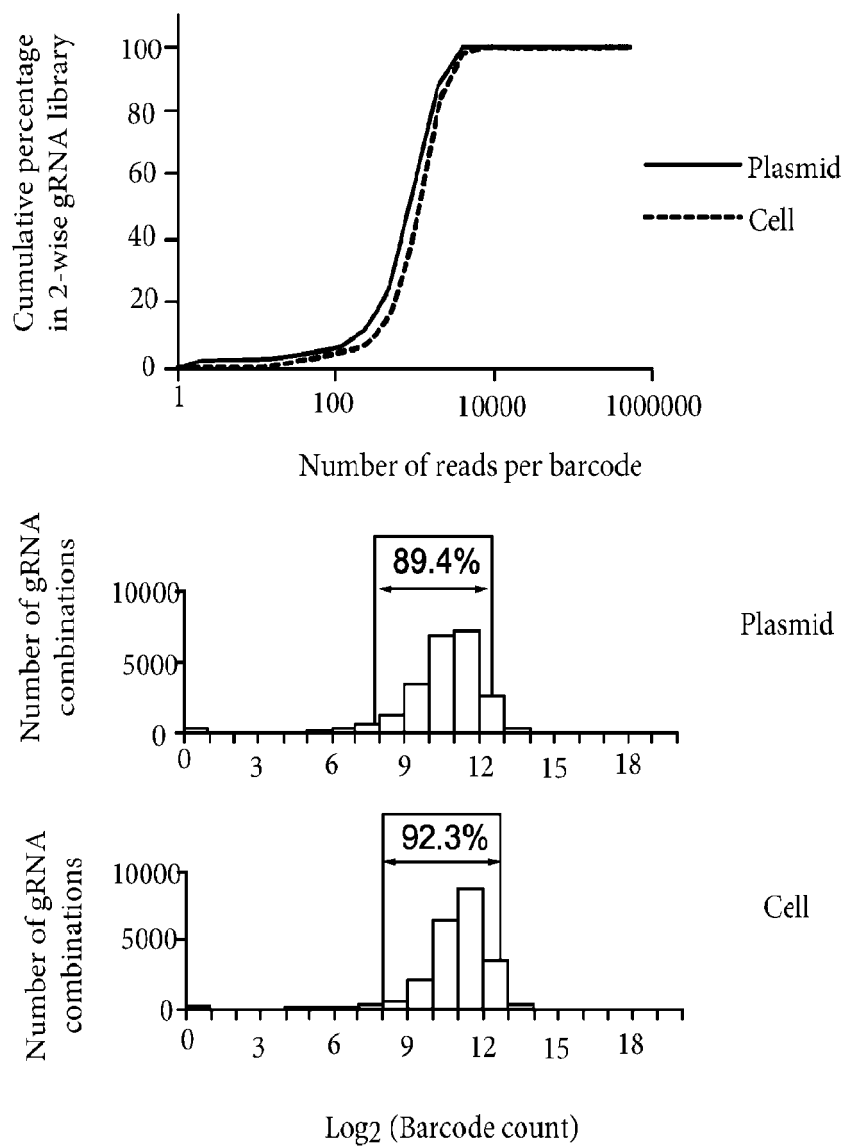 Cumulative percentage
in 2-wise gRNA library
100
80
60
40
20
0
1
100
10000
1000000
Number of reads per barcode
Plasmid
Cell
Number of gRNA
combinations
10000
5000
0
89.4%
0
3
6
9
12
15
18
Plasmid
Number of gRNA
combinations
10000
5000
0
92.3%
0
3
6
9
12
15
18
Cell
Log2 (Barcode count)